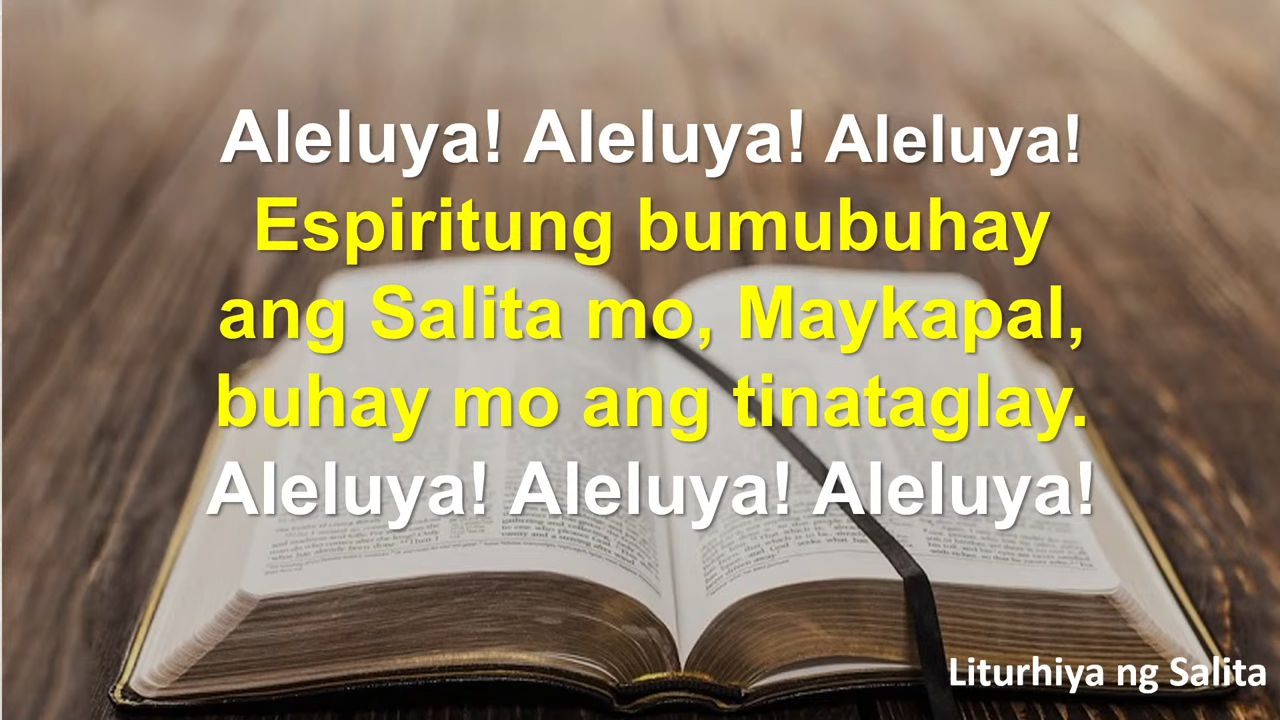 Aleluya! Aleluya! Aleluya!
Espiritung bumubuhay
ang Salita mo, Maykapal,
buhay mo ang tinataglay.
Aleluya! Aleluya! Aleluya!
Liturhiya ng Salita